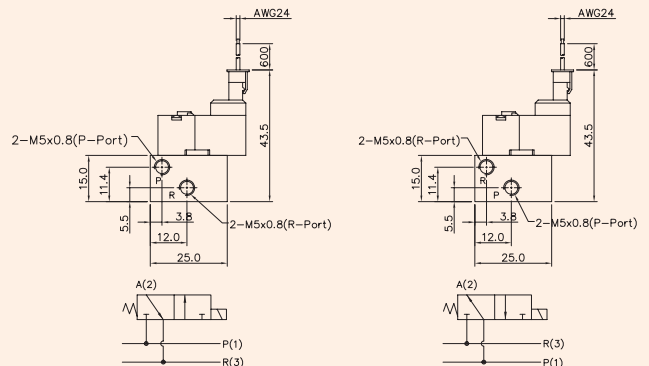 AWG24
600
43.5
2-M5x0.8(P-Port)
15.0
11.4
5.5
P
R
3.8
12.0
25.0
2-M5x0.8(R-Port)
A(2)
P(1)
R(3)
AWG24
600
43.5
2-M5x0.8(R-Port)
15.0
11.4
5.5
R
P
3.8
12.0
25.0
2-M5x0.8(P-Port)
A(2)
R(3)
P(1)